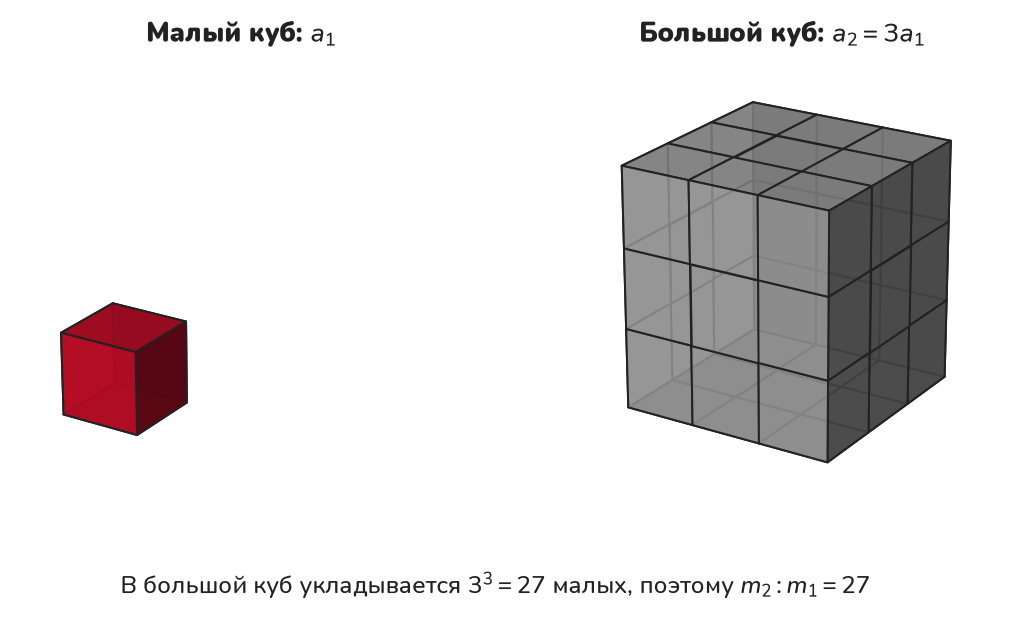 Малый куб: a₁
Большой куб: a₂ = 3a₁
В большой куб укладывается 3³ = 27 малых, поэтому m₂ : m₁ = 27